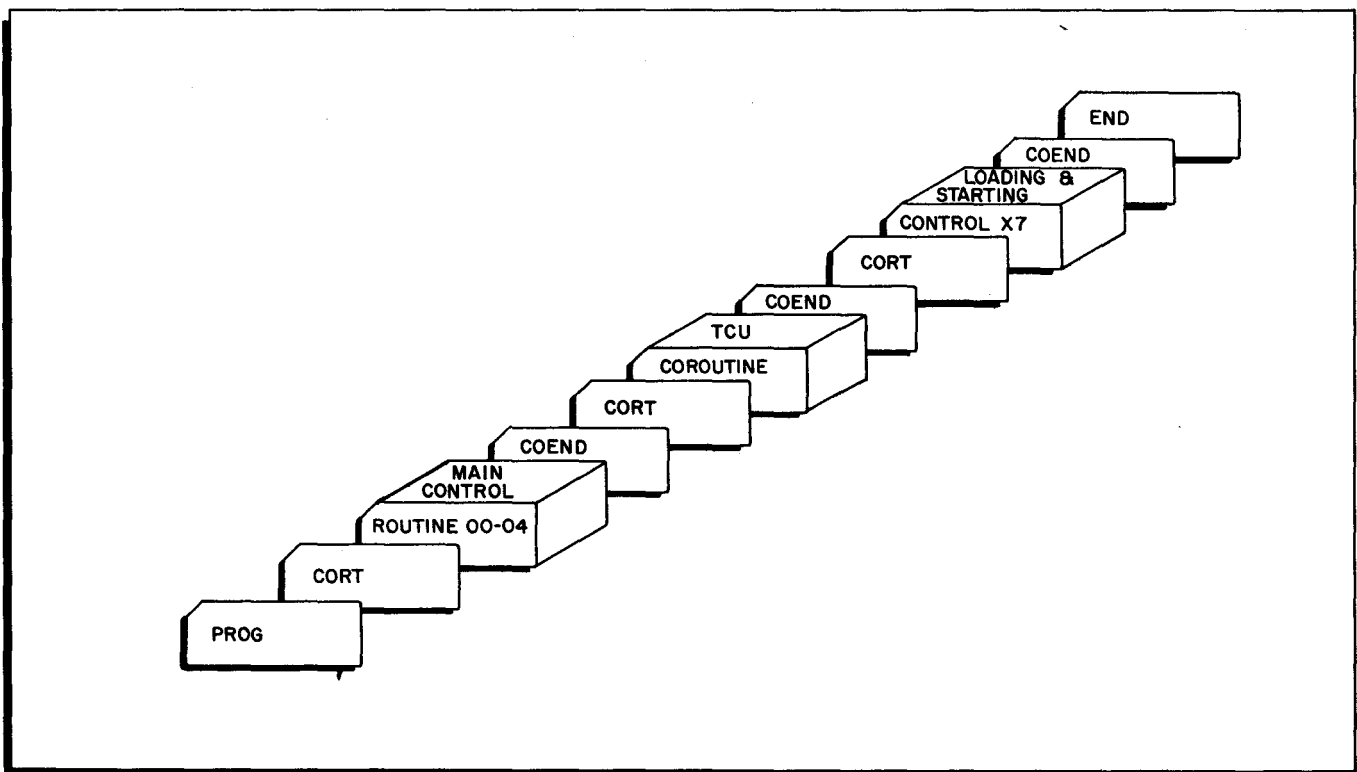 END
COEND
LOADING &
STARTING
CONTROL X7
CORT
COEND
TCU
COROUTINE
CORT
COEND
MAIN
CONTROL
ROUTINE 00-04
CORT
PROG